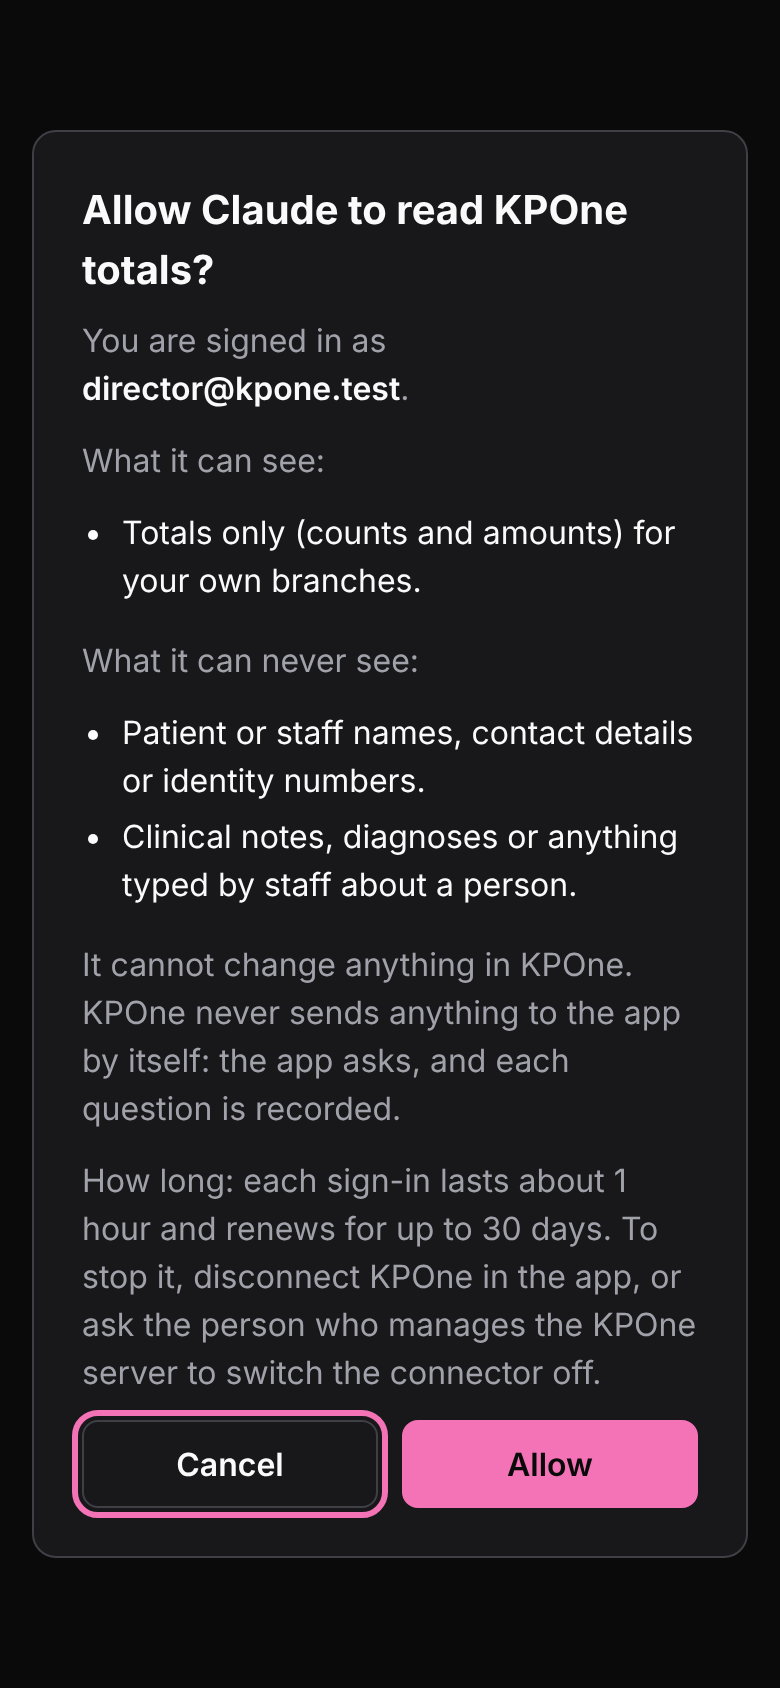 Allow Claude to read KPOne
totals?
You are signed in as
director@kpone.test.
What it can see:
• Totals only (counts and amounts) for
your own branches.
What it can never see:
• Patient or staff names, contact details
or identity numbers.
• Clinical notes, diagnoses or anything
typed by staff about a person.
It cannot change anything in KPOne.
KPOne never sends anything to the app
by itself: the app asks, and each
question is recorded.
How long: each sign-in lasts about 1
hour and renews for up to 30 days. To
stop it, disconnect KPOne in the app, or
ask the person who manages the KPOne
server to switch the connector off.
Cancel
Allow